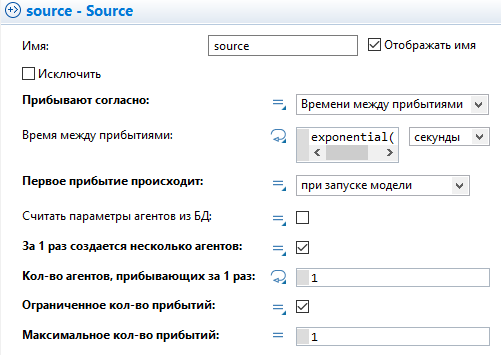 source - Source
Имя: source Отображать имя
Исключить
Прибывают согласно: Времени между прибытиями
Время между прибытиями: exponential( секунды
Первое прибытие происходит: при запуске модели
Считать параметры агентов из БД:
За 1 раз создается несколько агентов:
Кол-во агентов, прибывающих за 1 раз: 1
Ограниченное кол-во прибытий:
Максимальное кол-во прибытий: 1